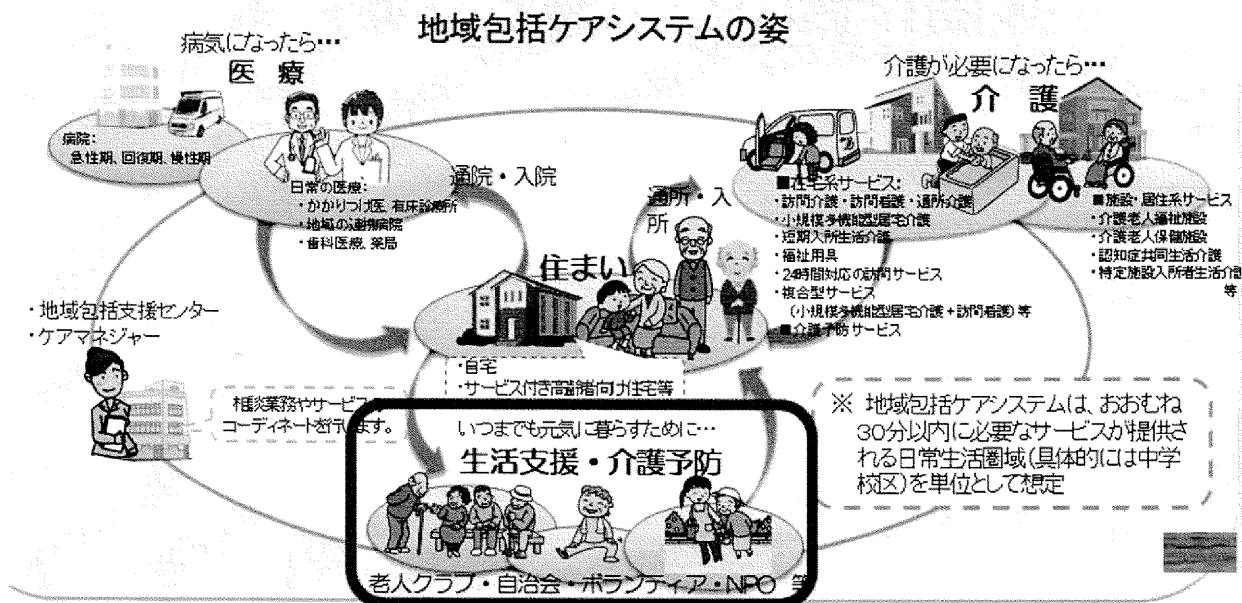 地域包括ケアシステムの姿
病気になったら…
医 療
介護が必要になったら…
介 護
病院:
急性期、回復期、慢性期
日常の医療:
・かかりつけ医、有床診療所
・地域の連携病院
・歯科医療、薬局
通院・入院
通所・入
所
■在宅系サービス:
・訪問介護・訪問看護・通所介護
・小規模多機能型居宅介護
・短期入所生活介護
・福祉用具
・24時間対応の訪問サービス
・複合型サービス
(小規模多機能型居宅介護+訪問看護)等
■介護予防サービス
■施設・居住系サービス
・介護老人福祉施設
・介護老人保健施設
・認知症共同生活介護
・特定施設入所者生活介護
等
住まい
・自宅
・サービス付き高齢者向け住宅等
・地域包括支援センター
・ケアマネジャー
相談業務やサービスの
コーディネートを行います。
いつまでも元気に暮らすために…
生活支援・介護予防
老人クラブ・自治会・ボランティア・NPO 等
※ 地域包括ケアシステムは、おおむね
30分以内に必要なサービスが提供さ
れる日常生活圏域(具体的には中学
校区)を単位として想定